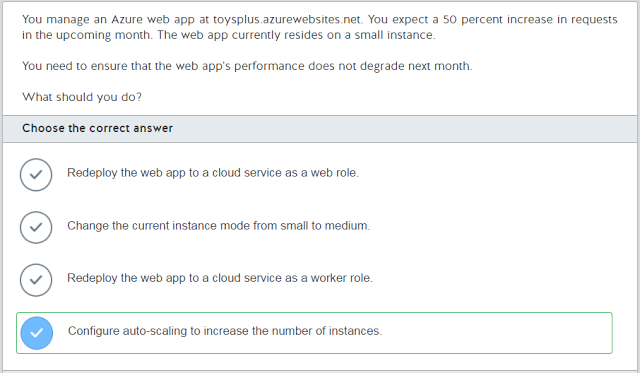 You manage an Azure web app at toysplus.azurewebsites.net. You expect a 50 percent increase in requests
in the upcoming month. The web app currently resides on a small instance.
You need to ensure that the web app's performance does not degrade next month.
What should you do?
Choose the correct answer
Redeploy the web app to a cloud service as a web role.
Change the current instance mode from small to medium.
Redeploy the web app to a cloud service as a worker role.
Configure auto-scaling to increase the number of instances.